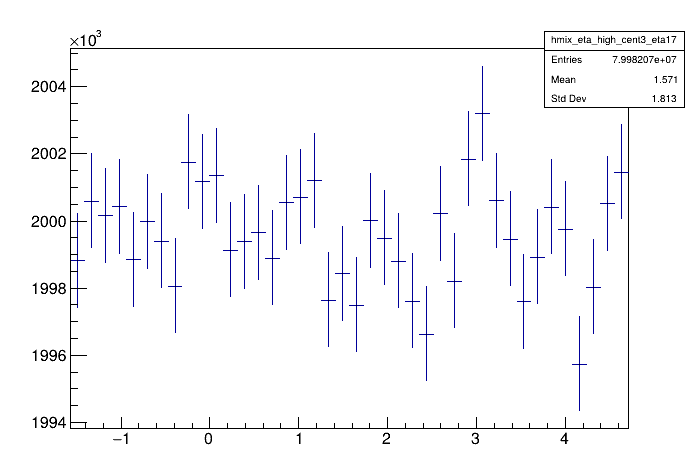 ×10³
hmix_eta_high_cent3_eta17
Entries 7.998207e+07
Mean 1.571
Std Dev 1.813
2004
2002
2000
1998
1996
1994
−1 0 1 2 3 4